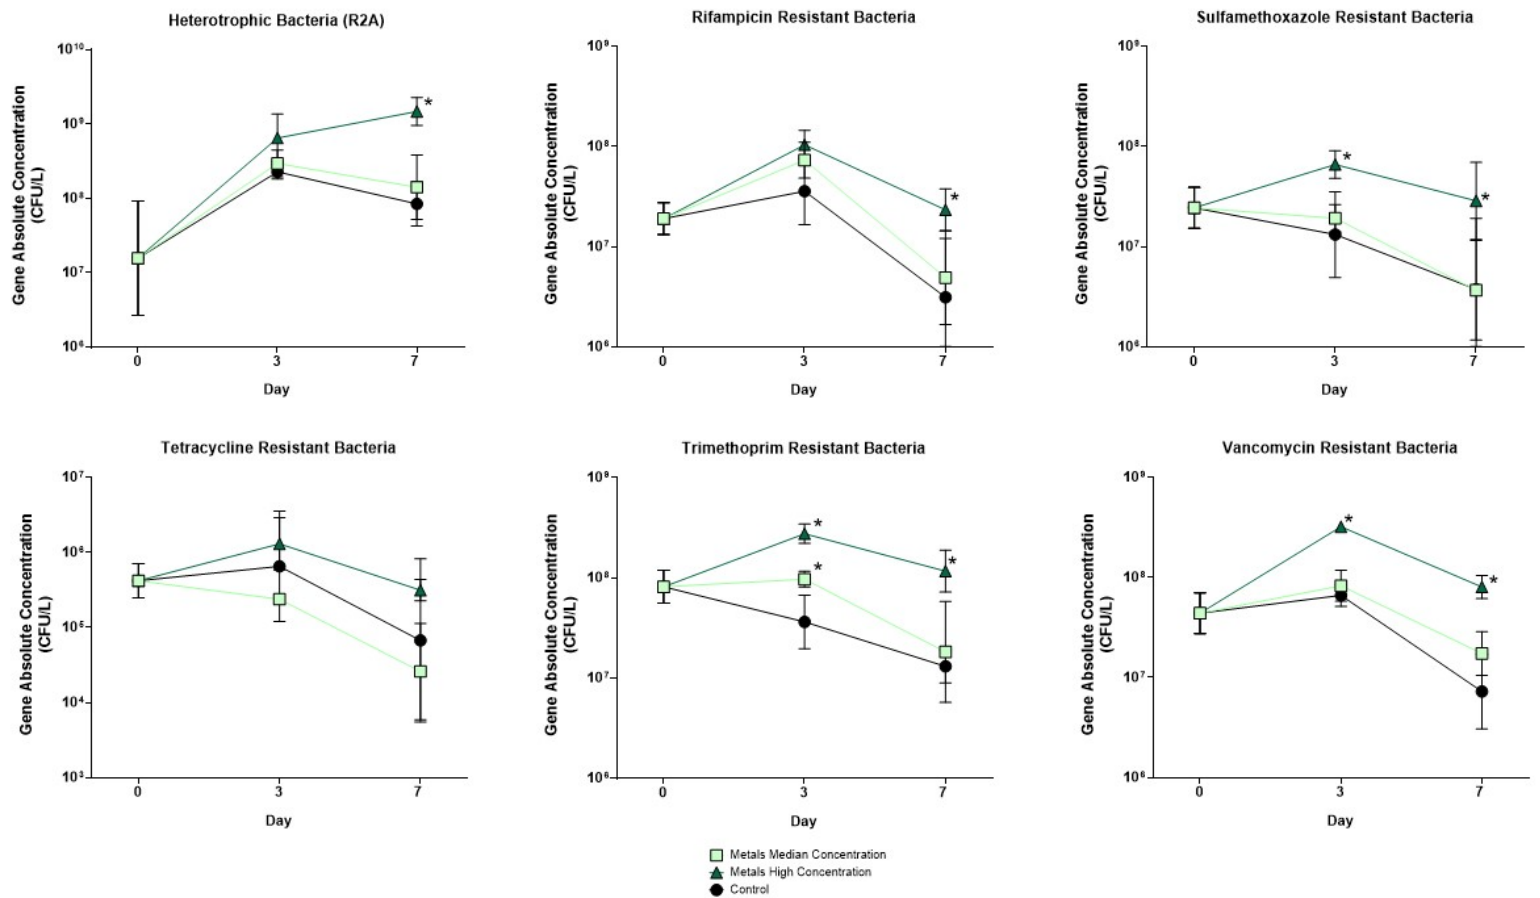 Heterotrophic Bacteria (R2A)
Gene Absolute Concentration
(CFU/L)
10¹⁰
10⁹
10⁸
10⁷
10⁶
*
0 3 7
Day
Rifampicin Resistant Bacteria
Gene Absolute Concentration
(CFU/L)
10⁹
10⁸
10⁷
10⁶
*
0 3 7
Day
Sulfamethoxazole Resistant Bacteria
Gene Absolute Concentration
(CFU/L)
10⁹
10⁸
10⁷
10⁶
* *
0 3 7
Day
Tetracycline Resistant Bacteria
Gene Absolute Concentration
(CFU/L)
10⁷
10⁶
10⁵
10⁴
10³
0 3 7
Day
Trimethoprim Resistant Bacteria
Gene Absolute Concentration
(CFU/L)
10⁹
10⁸
10⁷
10⁶
*
*
*
0 3 7
Day
Vancomycin Resistant Bacteria
Gene Absolute Concentration
(CFU/L)
10⁹
10⁸
10⁷
10⁶
*
*
0 3 7
Day
Metals Median Concentration
Metals High Concentration
Control